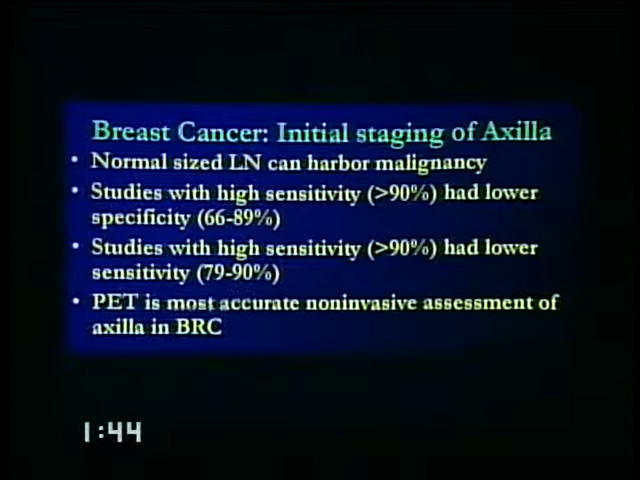 Breast Cancer: Initial staging of Axilla
• Normal sized LN can harbor malignancy
• Studies with high sensitivity (>90%) had lower
specificity (66-89%)
• Studies with high sensitivity (>90%) had lower
sensitivity (79-90%)
• PET is most accurate noninvasive assessment of
axilla in BRC
1:44